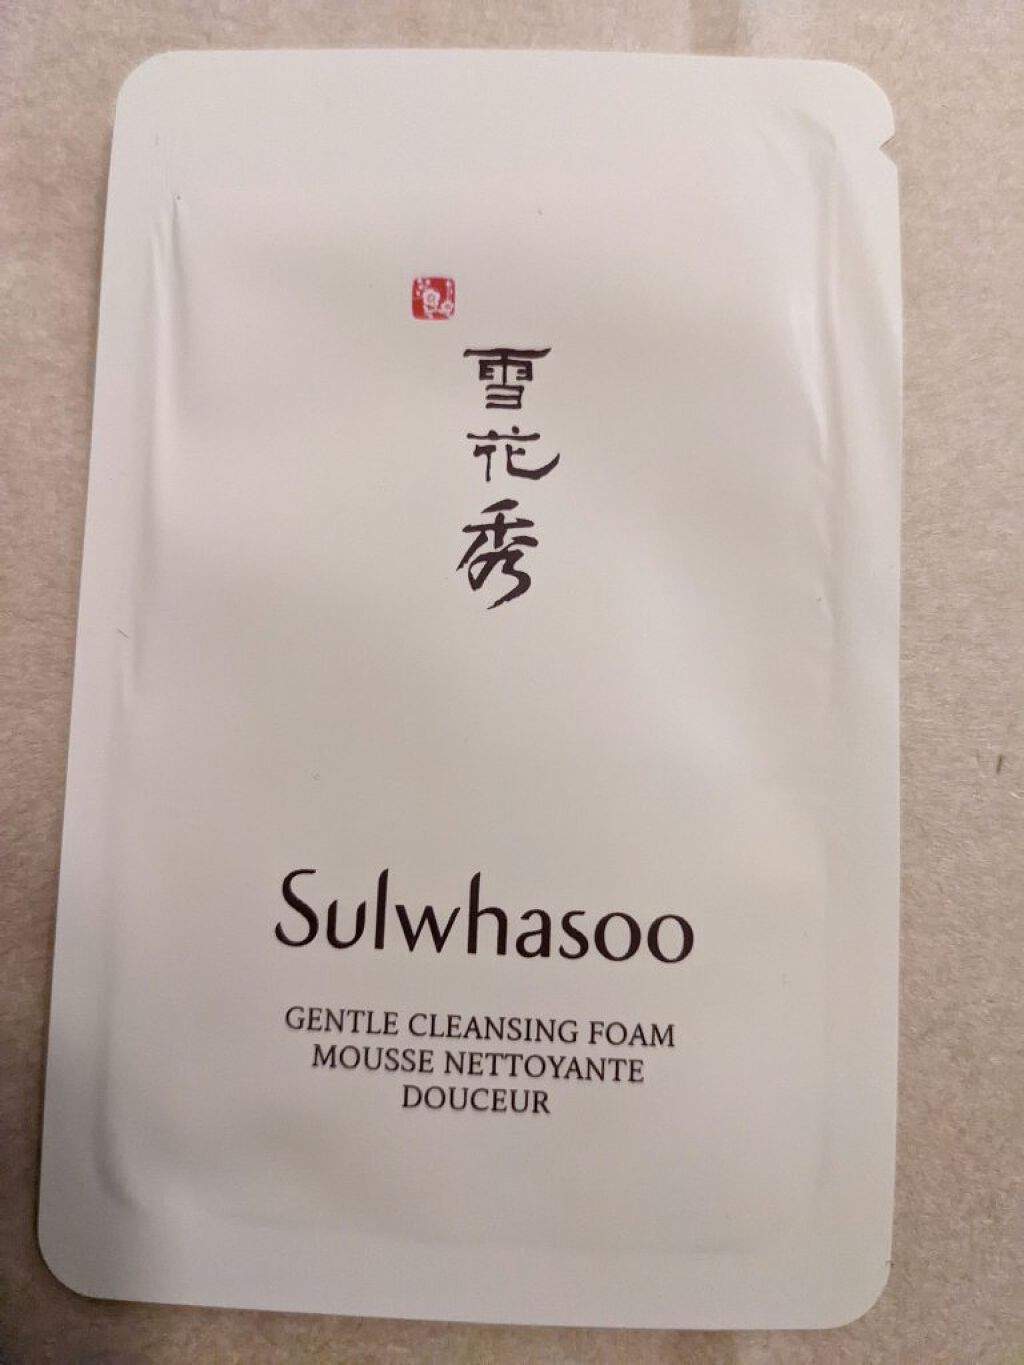 雪
花
秀
Sulwhasoo
GENTLE CLEANSING FOAM
MOUSSE NETTOYANTE
DOUCEUR